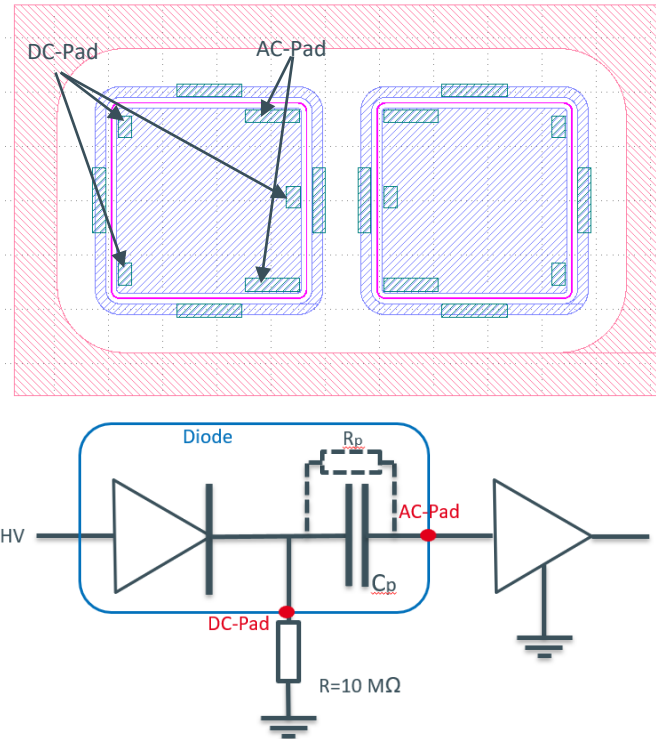 DC-Pad
AC-Pad
Diode
Rp
HV
AC-Pad
Cp
DC-Pad
R=10 MΩ